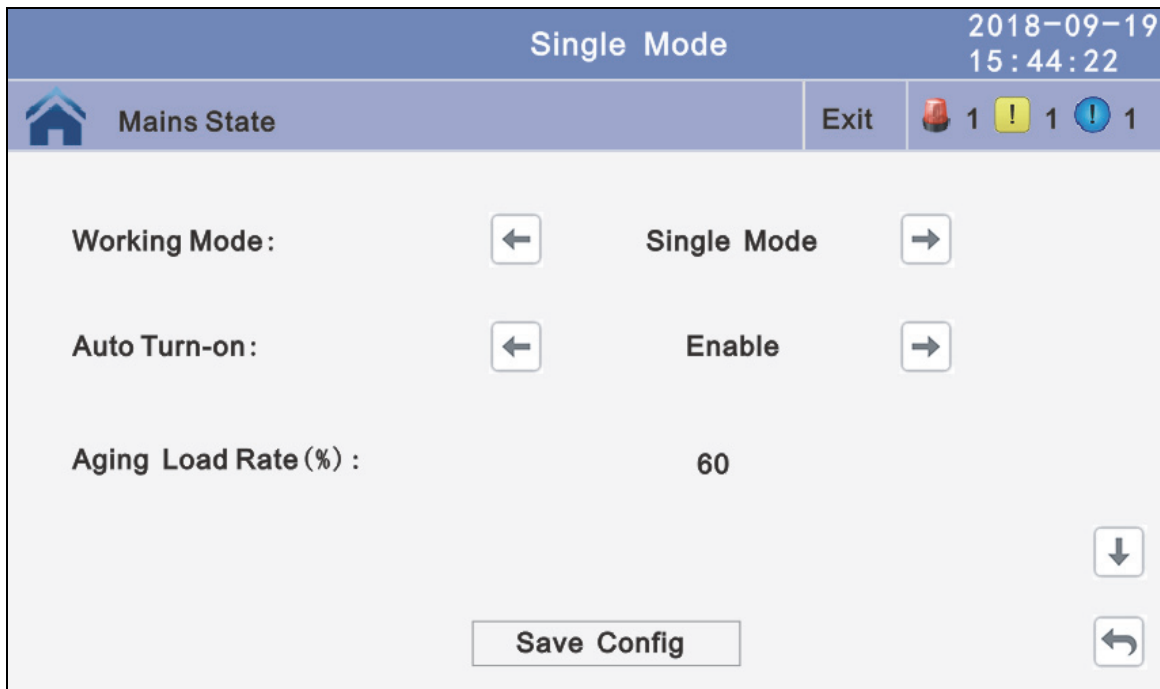 Single Mode
2018-09-19
15:44:22
Mains State
Exit
1
! 1
! 1
Working Mode:
Single Mode
Auto Turn-on:
Enable
Aging Load Rate(%):
60
Save Config